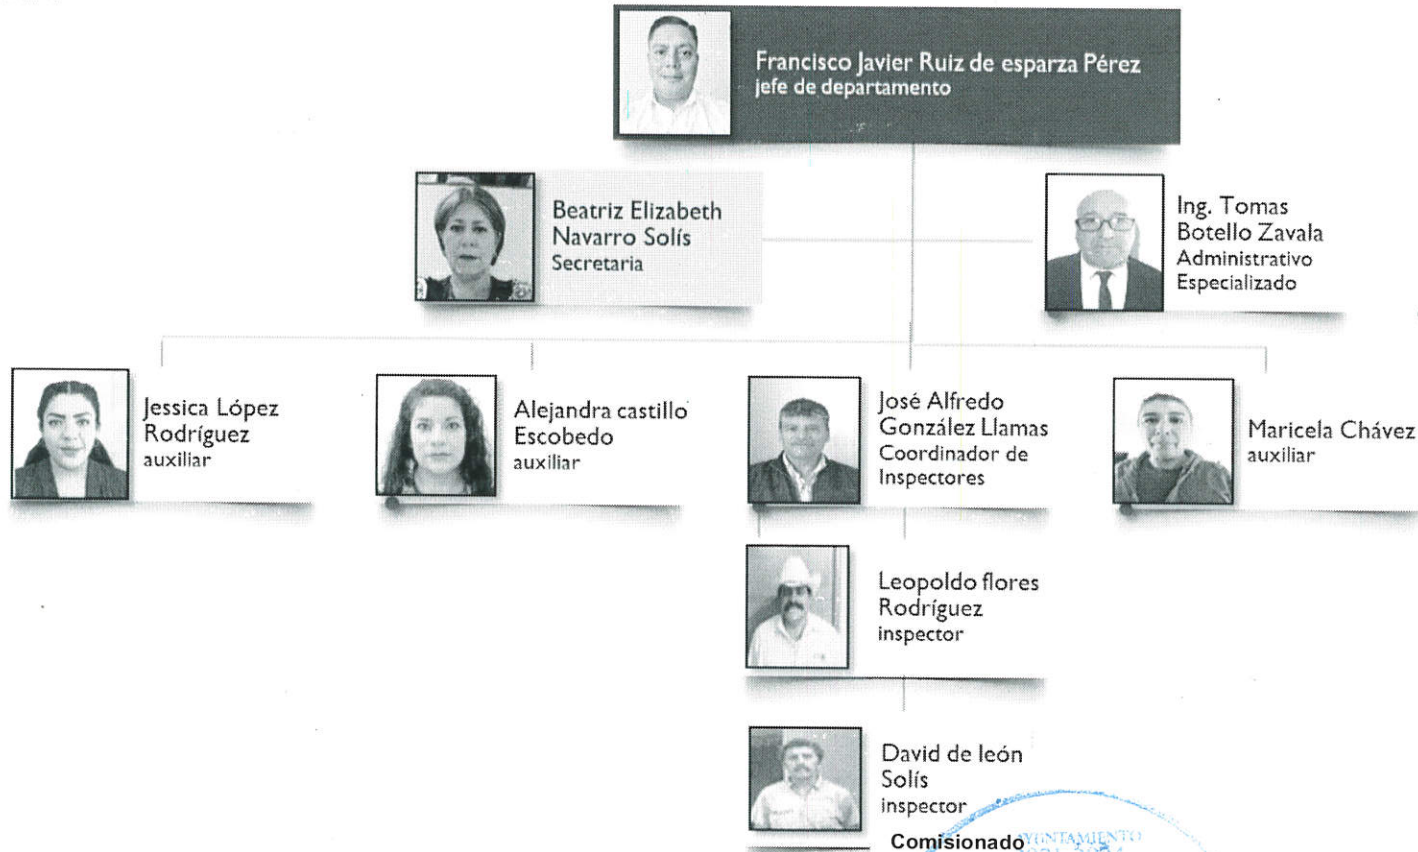 Francisco Javier Ruiz de esparza Pérez
jefe de departamento
Beatriz Elizabeth
Navarro Solís
Secretaria
Ing. Tomas
Botello Zavala
Administrativo
Especializado
Jessica López
Rodríguez
auxiliar
Alejandra castillo
Escobedo
auxiliar
José Alfredo
González Llamas
Coordinador de
Inspectores
Maricela Chávez
auxiliar
Leopoldo flores
Rodríguez
inspector
David de león
Solís
inspector
Comisionado
AYUNTAMIENTO